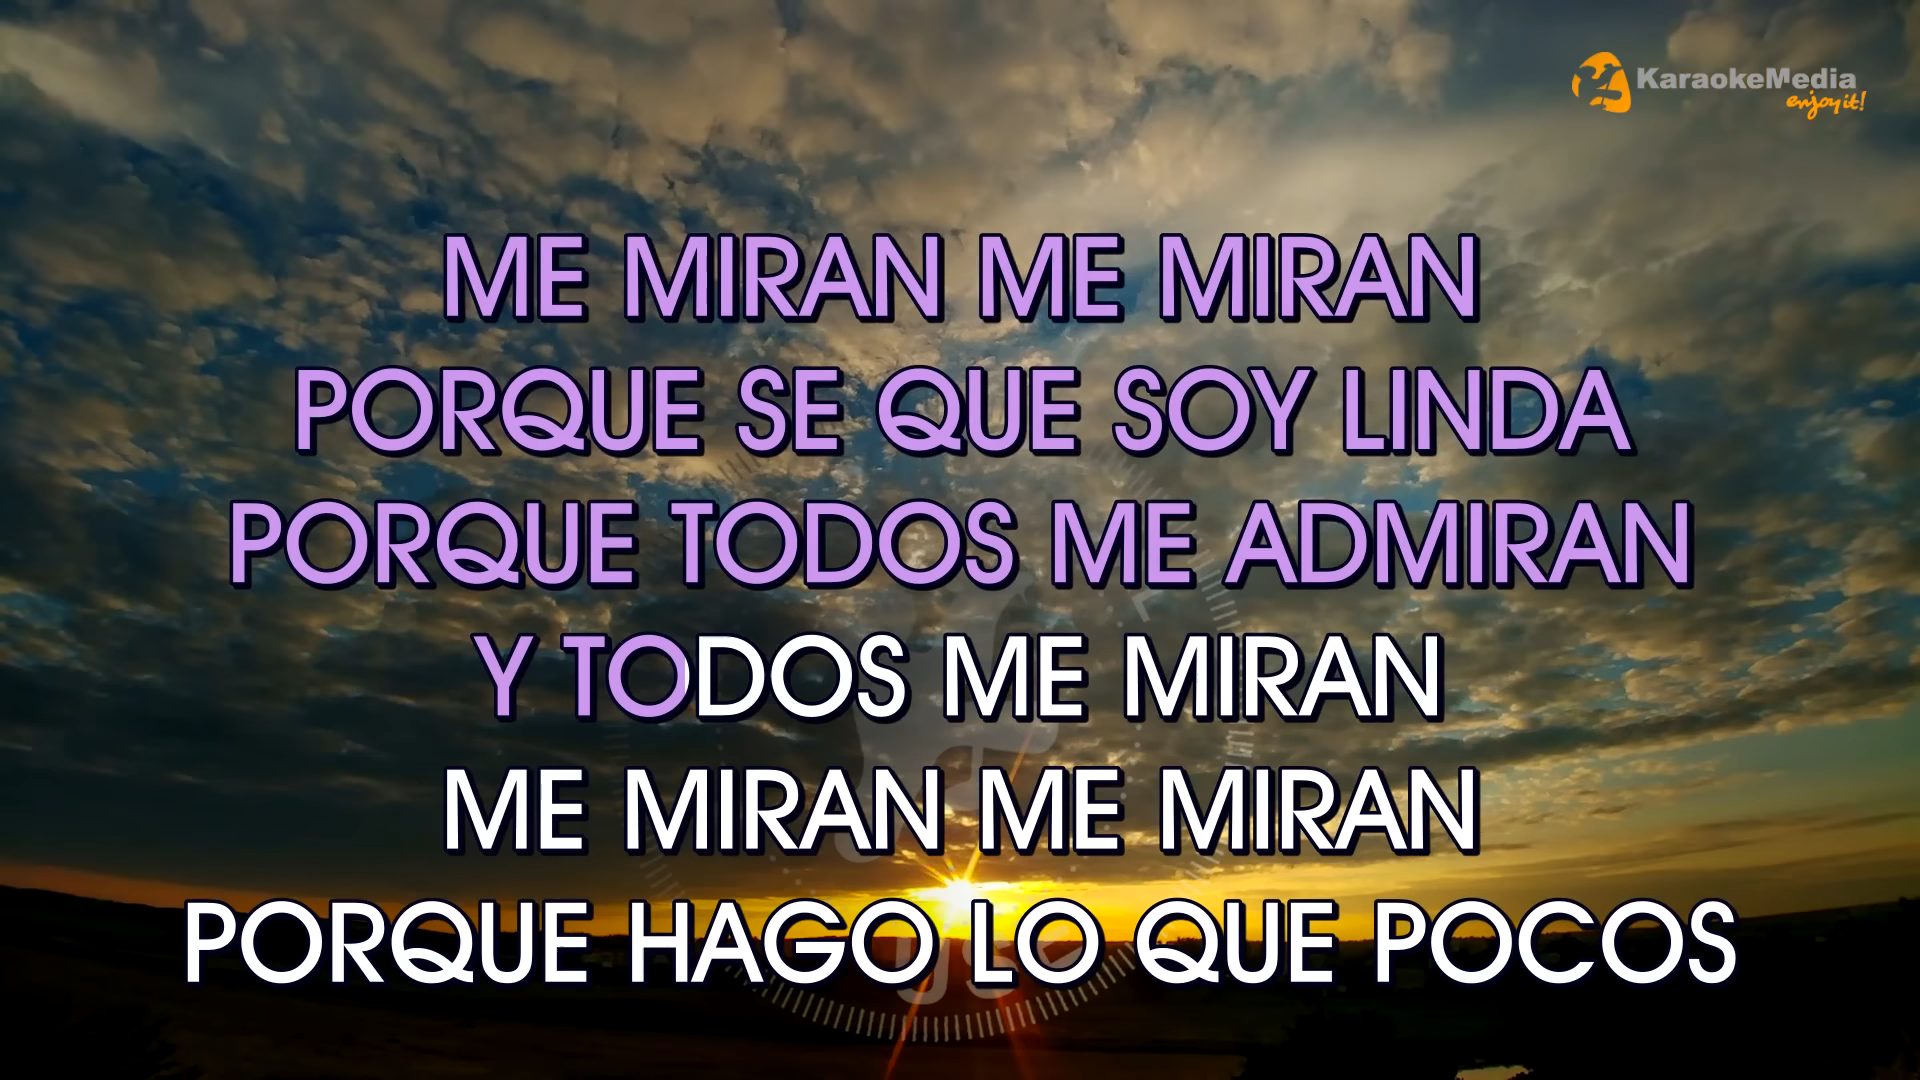 KaraokeMedia
enjoy it!
ME MIRAN ME MIRAN
PORQUE SE QUE SOY LINDA
PORQUE TODOS ME ADMIRAN
Y TODOS ME MIRAN
ME MIRAN ME MIRAN
PORQUE HAGO LO QUE POCOS